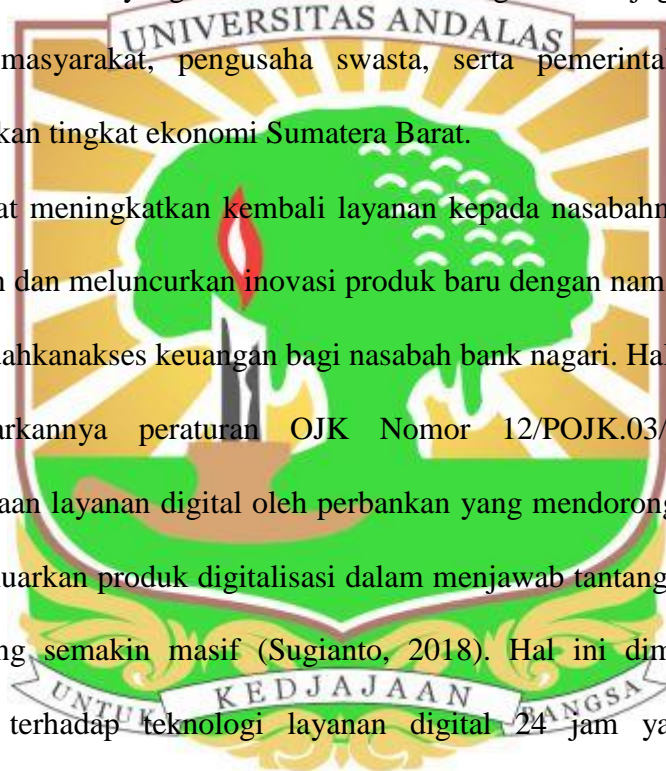 UNIVERSITAS ANDALAS
masyarakat, pengusaha swasta, serta pemerinta
kan tingkat ekonomi Sumatera Barat.
at meningkatkan kembali layanan kepada nasabahn
n dan meluncurkan inovasi produk baru dengan nam
ahkanakses keuangan bagi nasabah bank nagari. Hal
arkannya peraturan OJK Nomor 12/POJK.03/
aan layanan digital oleh perbankan yang mendorong
uarkan produk digitalisasi dalam menjawab tantang
ng semakin masif (Sugianto, 2018). Hal ini dim
UNTUK KEDJAJAAN BANGSA
terhadap teknologi layanan digital 24 jam ya